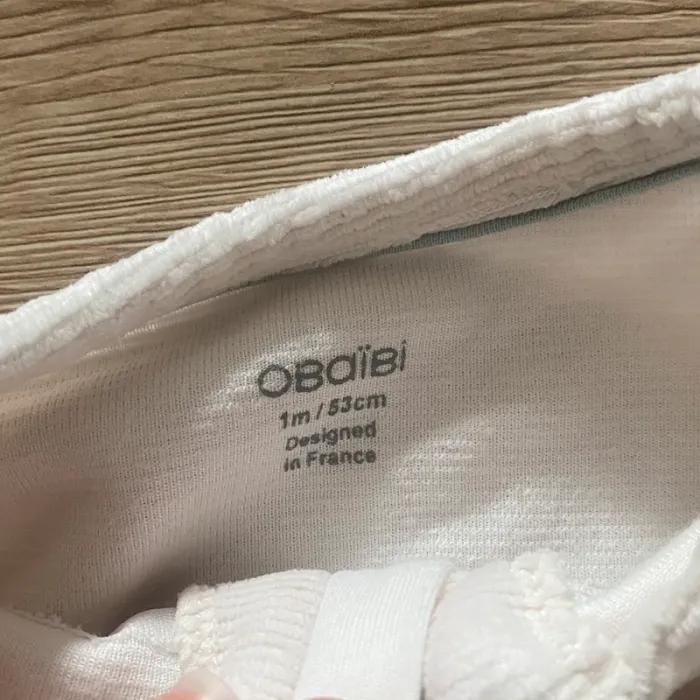 OBaïBi
1m / 53cm
Designed
in France